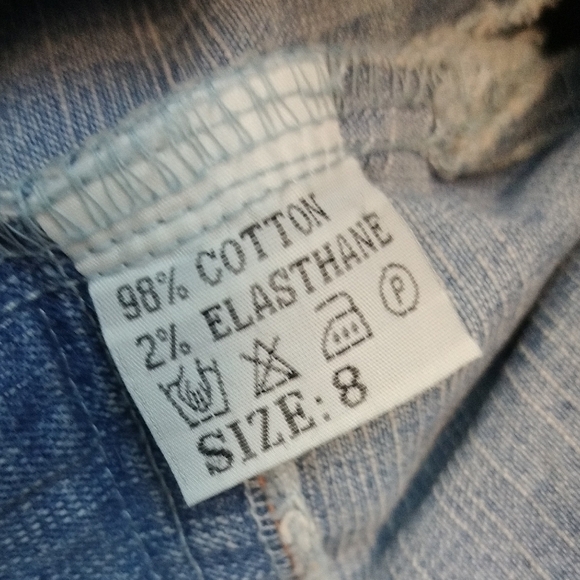 98% COTTON
2% ELASTHANE
P
SIZE: 8